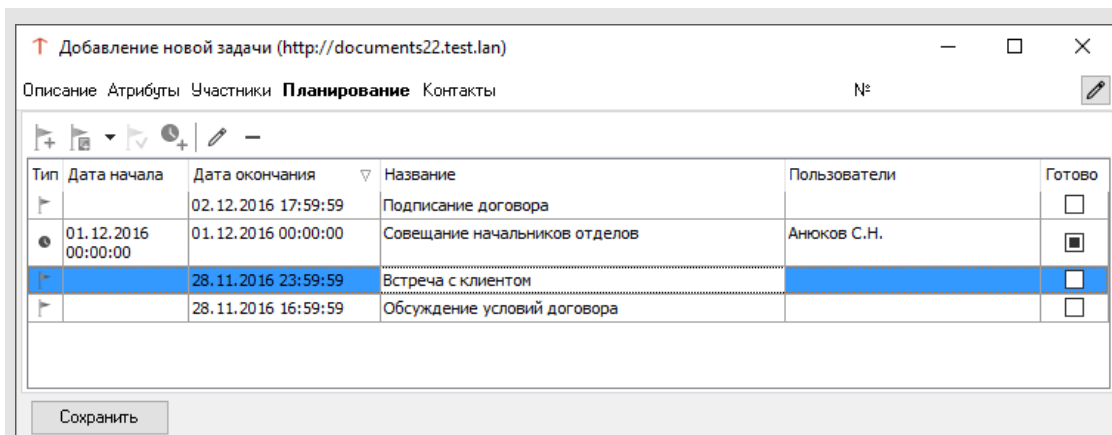 Добавление новой задачи (http://documents22.test.lan)
Описание Атрибуты Участники Планирование Контакты №
Тип Дата начала Дата окончания Название Пользователи Готово
02.12.2016 17:59:59 Подписание договора
01.12.2016 00:00:00 01.12.2016 00:00:00 Совещание начальников отделов Анюков С.Н.
28.11.2016 23:59:59 Встреча с клиентом
28.11.2016 16:59:59 Обсуждение условий договора
Сохранить